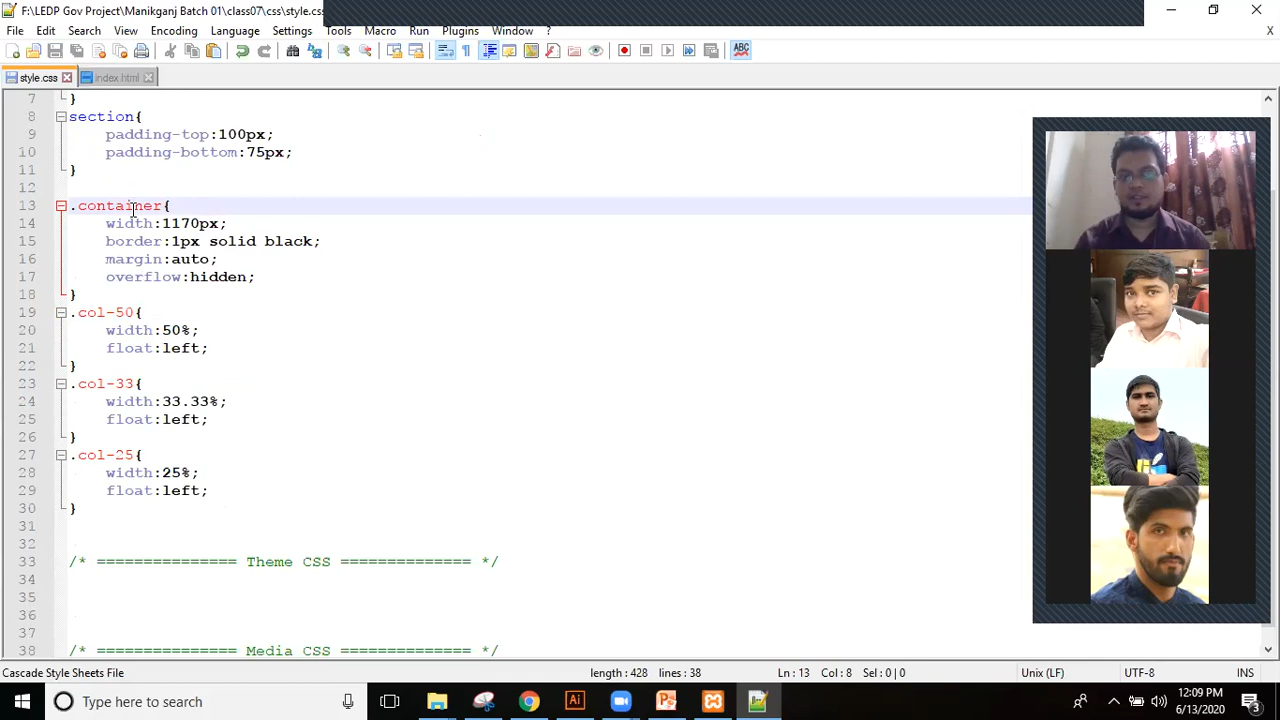 F:\LEDP Gov Project\Manikganj Batch 01\class07\css\style.cs
File Edit Search View Encoding Language Settings Tools Macro Run Plugins Window ? X
ABC
style.css index.html
7 }
8 section{
9 padding-top:100px;
10 padding-bottom:75px;
11 }
12
13 .container{
14 width:1170px;
15 border:1px solid black;
16 margin:auto;
17 overflow:hidden;
18 }
19 .col-50{
20 width:50%;
21 float:left;
22 }
23 .col-33{
24 width:33.33%;
25 float:left;
26 }
27 .col-25{
28 width:25%;
29 float:left;
30 }
31
32
33 /* =============== Theme CSS ============== */
34
35
36
37
38 /* =============== Media CSS ============== */
Cascade Style Sheets File length : 428 lines : 38 Ln : 13 Col : 8 Sel : 0 | 0 Unix (LF) UTF-8 INS
Type here to search Ai 12:09 PM
6/13/2020 3